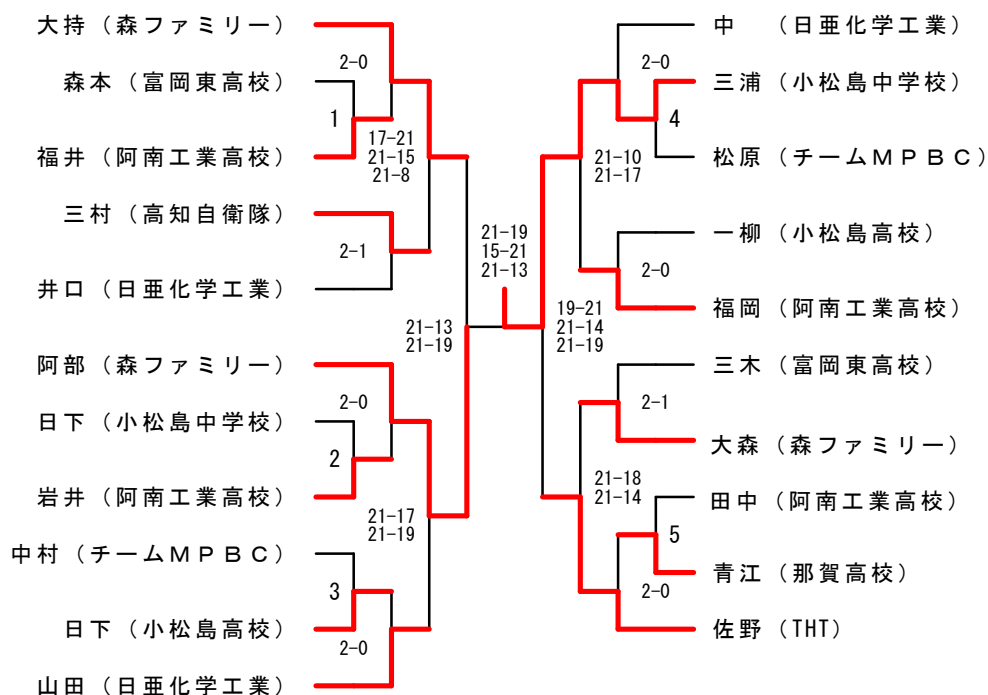 大持（森ファミリー）
2-0
森本（富岡東高校）
1
福井（阿南工業高校）
17-21
21-15
21-8
三村（高知自衛隊）
2-1
井口（日亜化学工業）
21-13
21-19
阿部（森ファミリー）
2-0
日下（小松島中学校）
2
岩井（阿南工業高校）
21-17
21-19
中村（チームＭＰＢＣ）
3
日下（小松島高校）
2-0
山田（日亜化学工業）
21-19
15-21
21-13
中　（日亜化学工業）
2-0
三浦（小松島中学校）
4
松原（チームＭＰＢＣ）
21-10
21-17
一柳（小松島高校）
2-0
福岡（阿南工業高校）
19-21
21-14
21-19
三木（富岡東高校）
2-1
大森（森ファミリー）
21-18
21-14
田中（阿南工業高校）
5
青江（那賀高校）
2-0
佐野（THT）